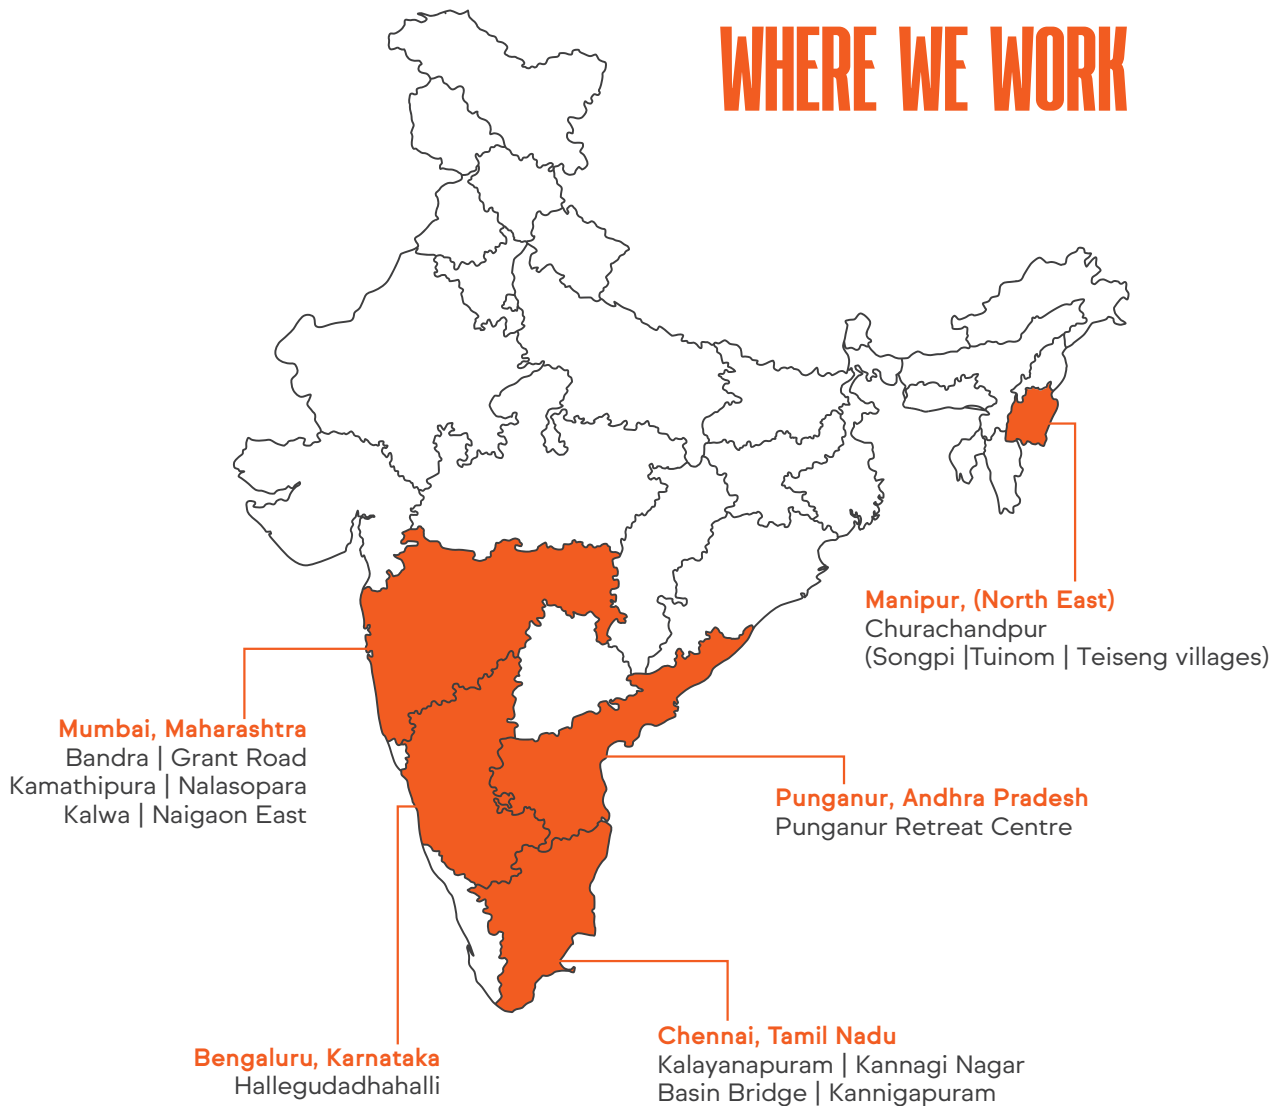 WHERE WE WORK
Manipur, (North East)
Churachandpur
(Songpi |Tuinom | Teiseng villages)
Mumbai, Maharashtra
Bandra | Grant Road
Kamathipura | Nalasopara
Kalwa | Naigaon East
Punganur, Andhra Pradesh
Punganur Retreat Centre
Bengaluru, Karnataka
Hallegudadhahalli
Chennai, Tamil Nadu
Kalayanapuram | Kannagi Nagar
Basin Bridge | Kannigapuram